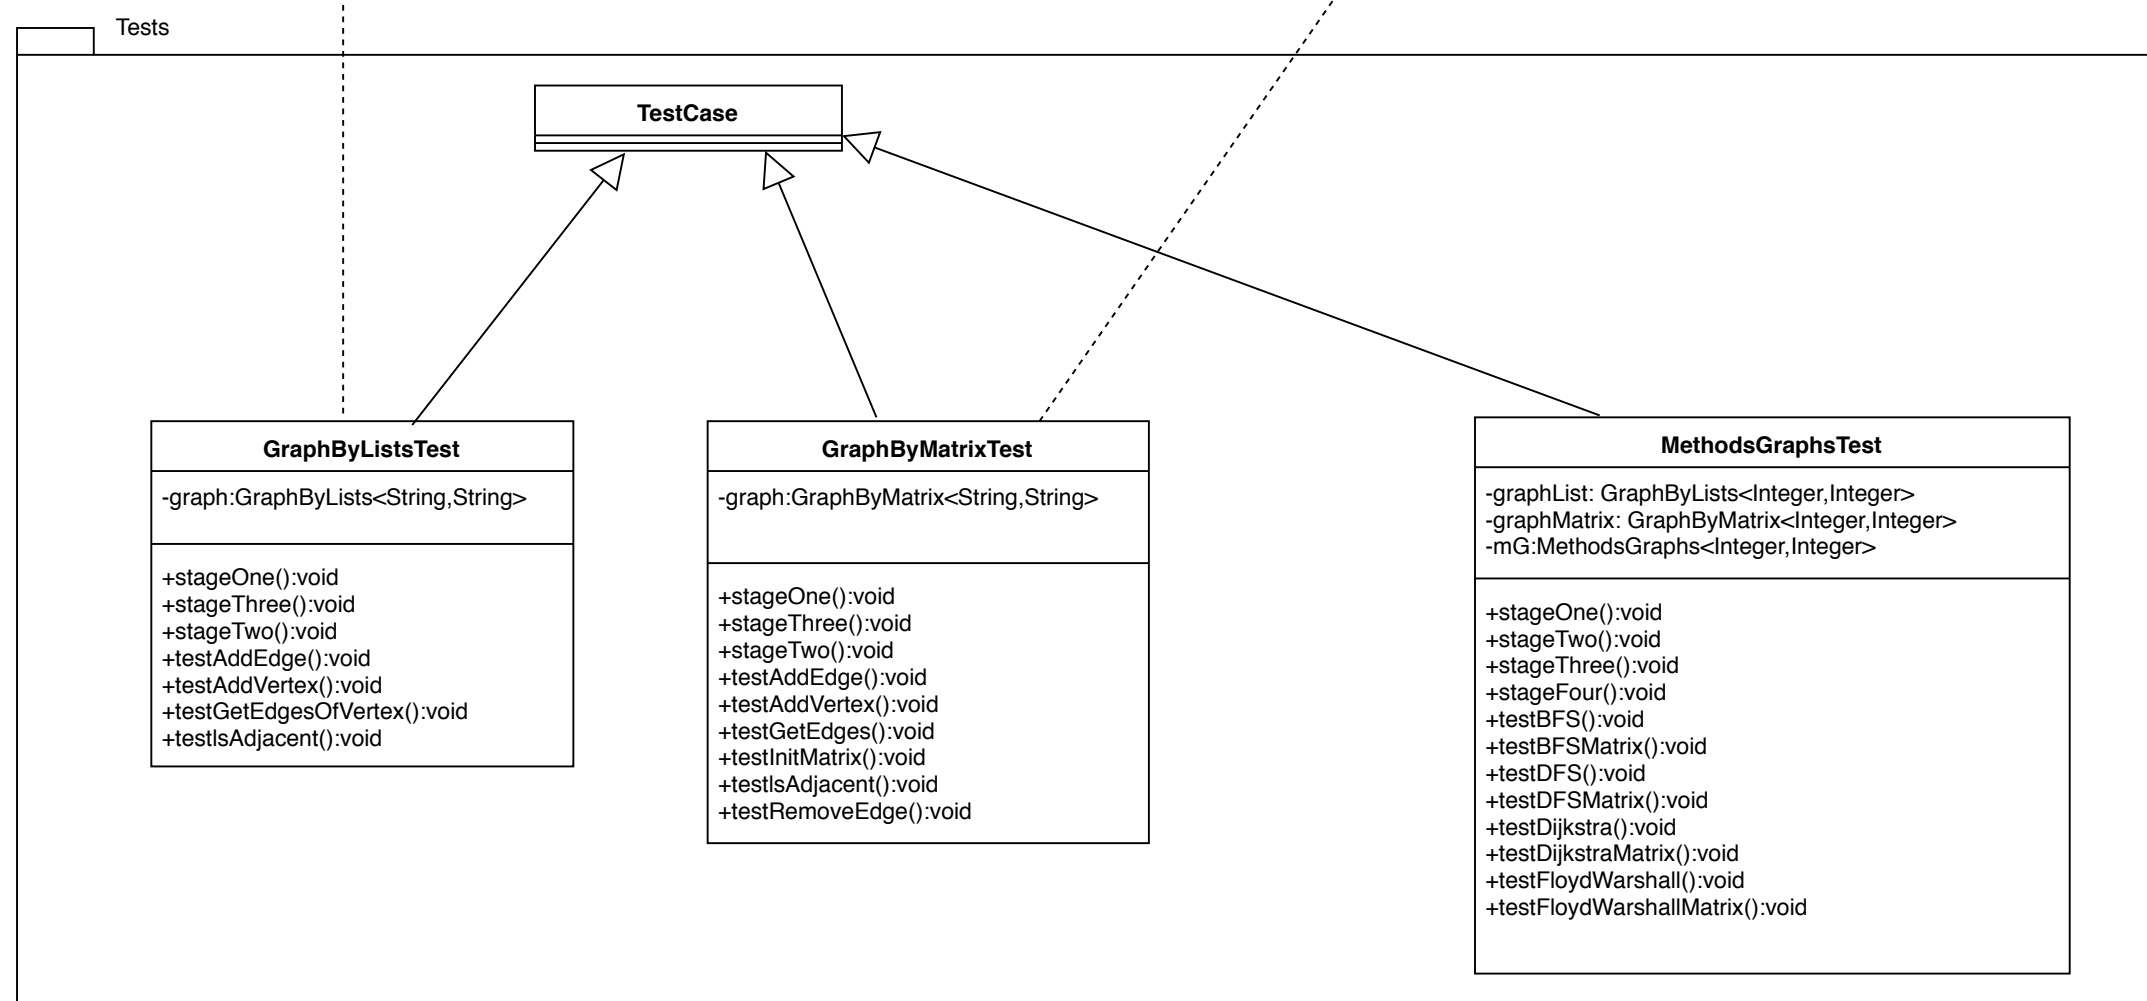 Tests
TestCase
GraphByListsTest
-graph:GraphByLists<String,String>
+stageOne():void
+stageThree():void
+stageTwo():void
+testAddEdge():void
+testAddVertex():void
+testGetEdgesOfVertex():void
+testIsAdjacent():void
GraphByMatrixTest
-graph:GraphByMatrix<String,String>
+stageOne():void
+stageThree():void
+stageTwo():void
+testAddEdge():void
+testAddVertex():void
+testGetEdges():void
+testInitMatrix():void
+testIsAdjacent():void
+testRemoveEdge():void
MethodsGraphsTest
-graphList: GraphByLists<Integer,Integer>
-graphMatrix: GraphByMatrix<Integer,Integer>
-mG:MethodsGraphs<Integer,Integer>
+stageOne():void
+stageTwo():void
+stageThree():void
+stageFour():void
+testBFS():void
+testBFSMatrix():void
+testDFS():void
+testDFSMatrix():void
+testDijkstra():void
+testDijkstraMatrix():void
+testFloydWarshall():void
+testFloydWarshallMatrix():void